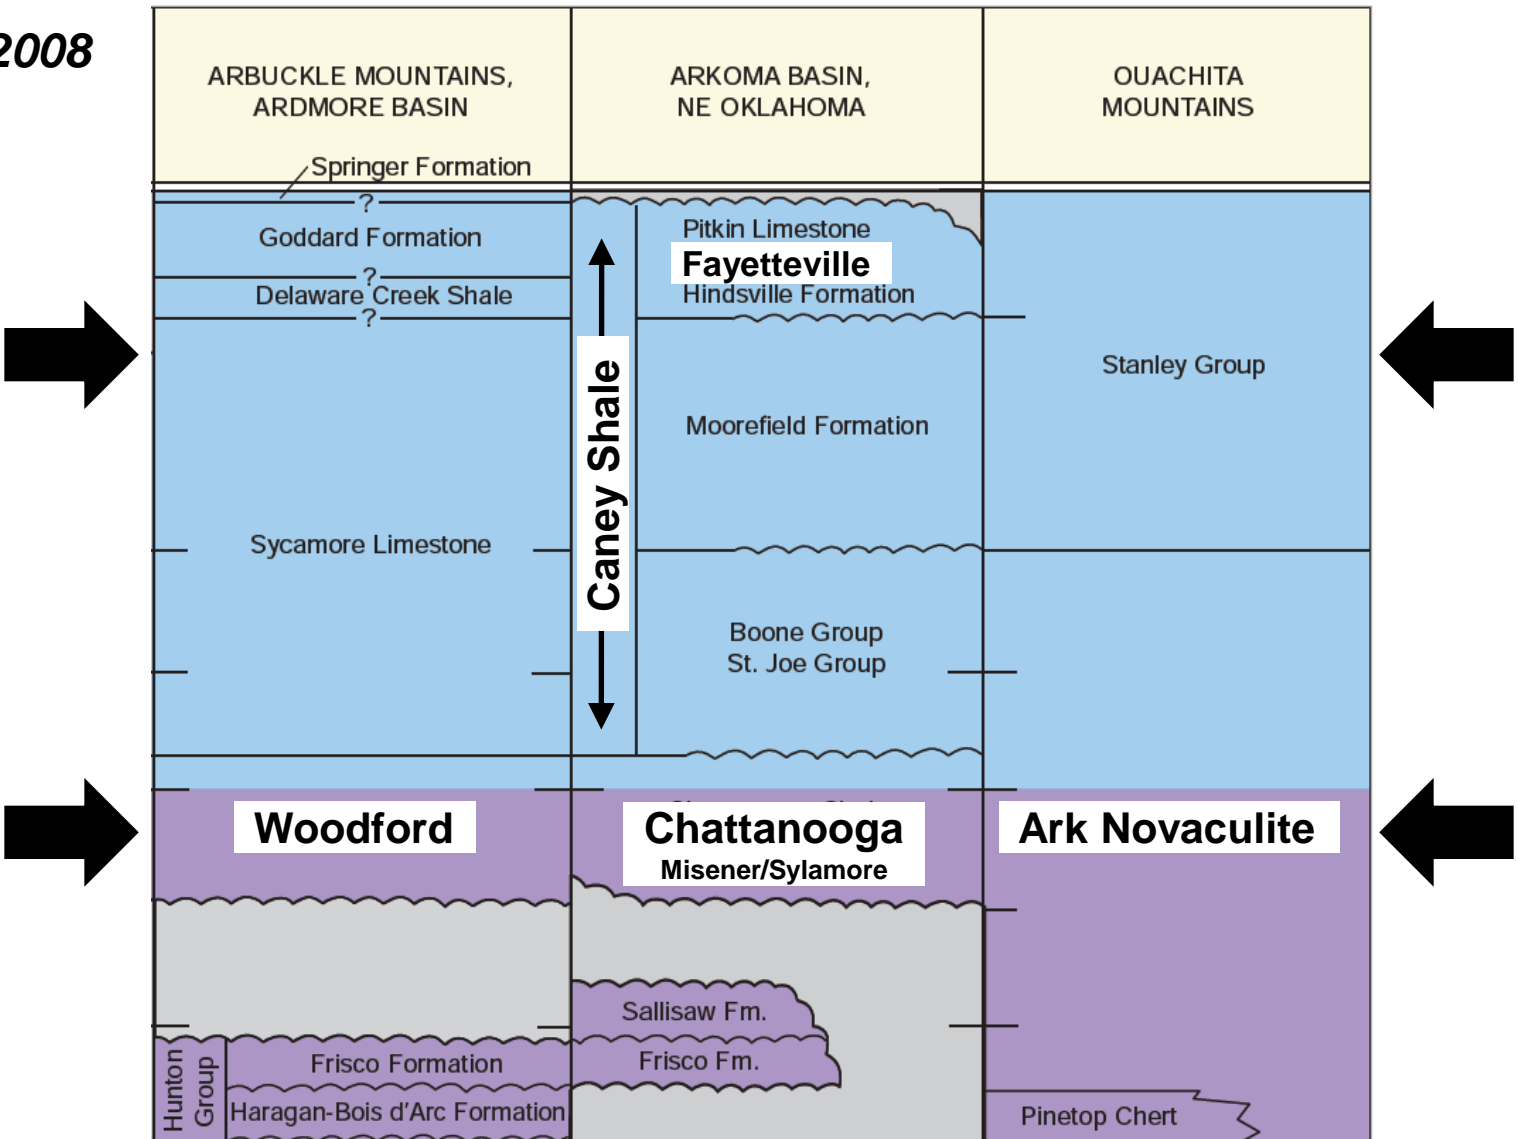 2008
ARBUCKLE MOUNTAINS,
ARDMORE BASIN
ARKOMA BASIN,
NE OKLAHOMA
OUACHITA
MOUNTAINS
Springer Formation
?
Goddard Formation
?
Delaware Creek Shale
?
Sycamore Limestone
Caney Shale
Pitkin Limestone
Fayetteville
Hindsville Formation
Moorefield Formation
Boone Group
St. Joe Group
Stanley Group
Woodford
Chattanooga
Misener/Sylamore
Ark Novaculite
Sallisaw Fm.
Frisco Fm.
Hunton
Group
Frisco Formation
Haragan-Bois d'Arc Formation
Pinetop Chert